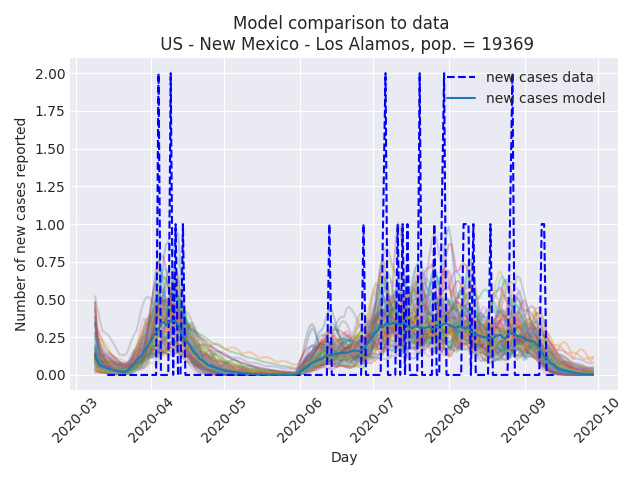 Model comparison to data
US - New Mexico - Los Alamos, pop. = 19369
new cases data
new cases model
Number of new cases reported
2.00
1.75
1.50
1.25
1.00
0.75
0.50
0.25
0.00
2020-03
2020-04
2020-05
2020-06
2020-07
2020-08
2020-09
2020-10
Day